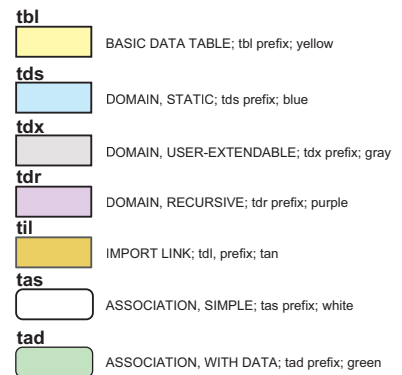 tbl
BASIC DATA TABLE; tbl prefix; yellow
tds
DOMAIN, STATIC; tds prefix; blue
tdx
DOMAIN, USER-EXTENDABLE; tdx prefix; gray
tdr
DOMAIN, RECURSIVE; tdr prefix; purple
til
IMPORT LINK; tdl, prefix; tan
tas
ASSOCIATION, SIMPLE; tas prefix; white
tad
ASSOCIATION, WITH DATA; tad prefix; green